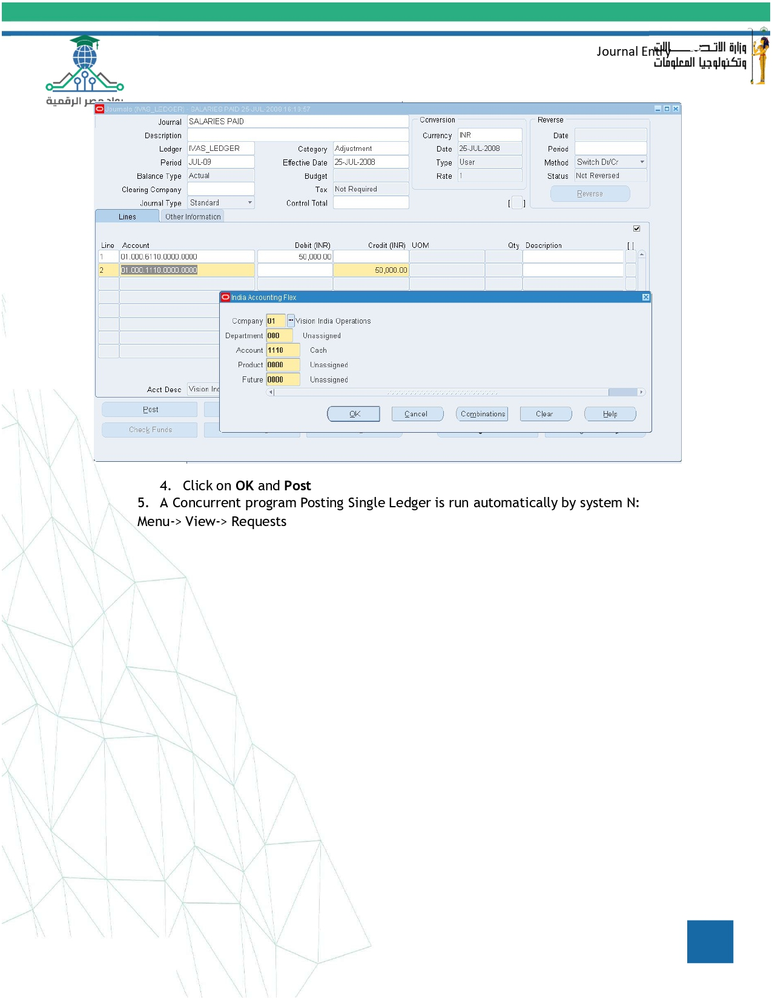 Journal Entry
وزارة الاتصـــالات
وتكنولوجيا المعلومات
رواد مصر الرقمية
Journals (IVAS_LEDGER) - SALARIES PAID 25-JUL-2008 16:19:57
Journal SALARIES PAID
Description
Ledger IVAS_LEDGER Category Adjustment
Period JUL-09 Effective Date 25-JUL-2008
Balance Type Actual Budget
Clearing Company Tax Not Required
Journal Type Standard Control Total
Conversion
Currency INR
Date 25-JUL-2008
Type User
Rate 1
Reverse
Date
Period
Method Switch Dr/Cr
Status Not Reversed
Reverse
[ ]
Lines Other Information
Line Account Debit (INR) Credit (INR) UOM Qty Description [ [
1 01.000.6110.0000.0000 50,000.00
2 01.000.1110.0000.0000 50,000.00
India Accounting Flex
Company 01 ... Vision India Operations
Department 000 Unassigned
Account 1110 Cash
Product 0000 Unassigned
Future 0000 Unassigned
OK Cancel Combinations Clear Help
Acct Desc Vision Ind
Post
Check Funds
4. Click on OK and Post
5. A Concurrent program Posting Single Ledger is run automatically by system N:
Menu-> View-> Requests